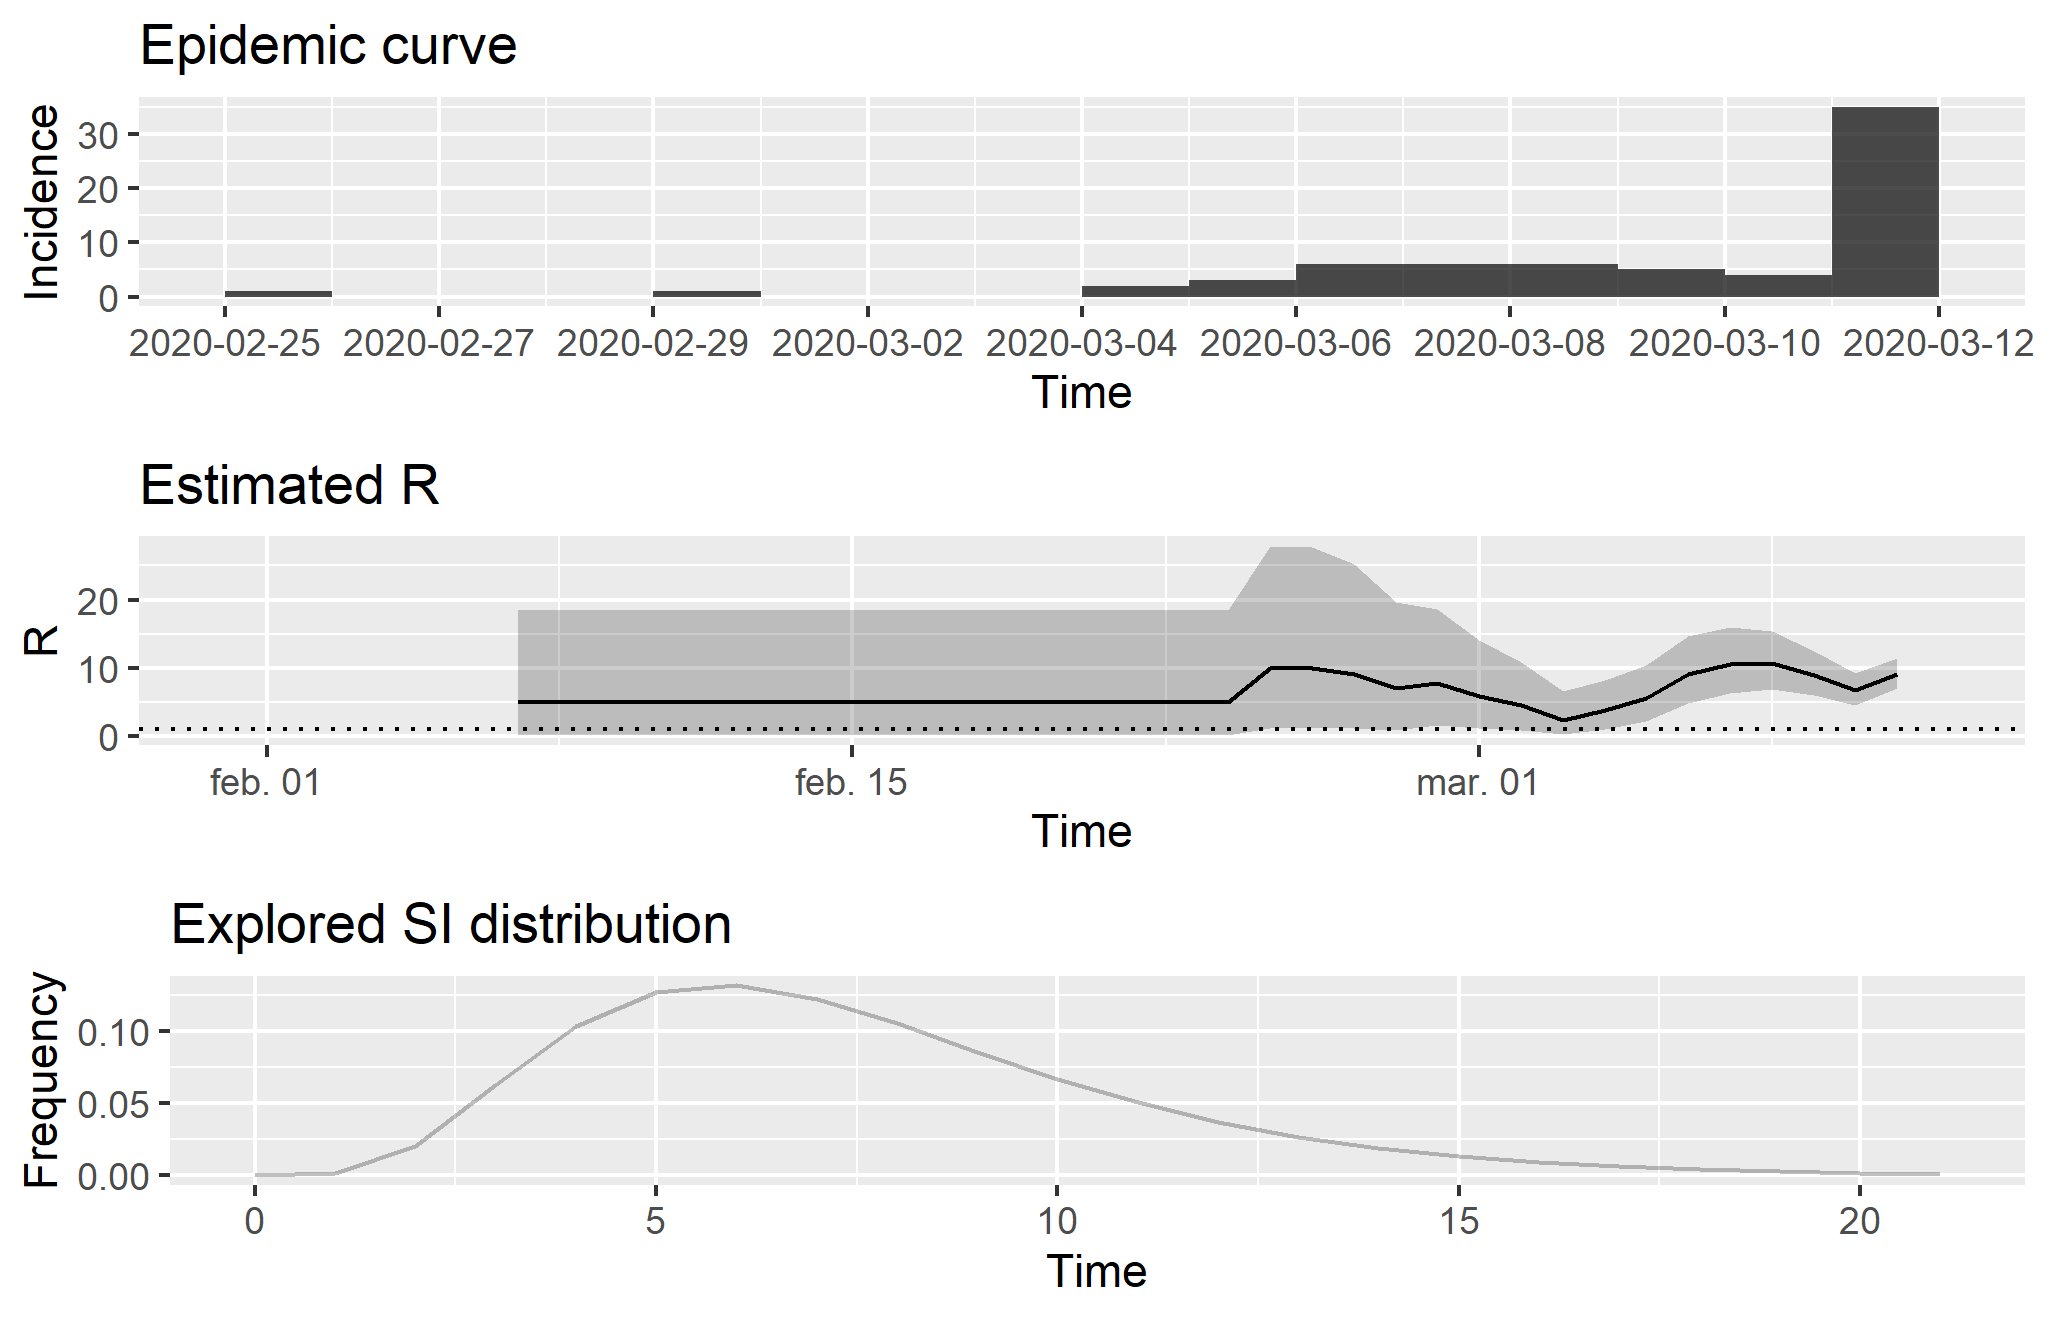 Epidemic curve
Incidence
30
20
10
0
2020-02-25 2020-02-27 2020-02-29 2020-03-02 2020-03-04 2020-03-06 2020-03-08 2020-03-10 2020-03-12
Time
Estimated R
R
20
10
0
feb. 01 feb. 15 mar. 01
Time
Explored SI distribution
Frequency
0.10
0.05
0.00
0 5 10 15 20
Time